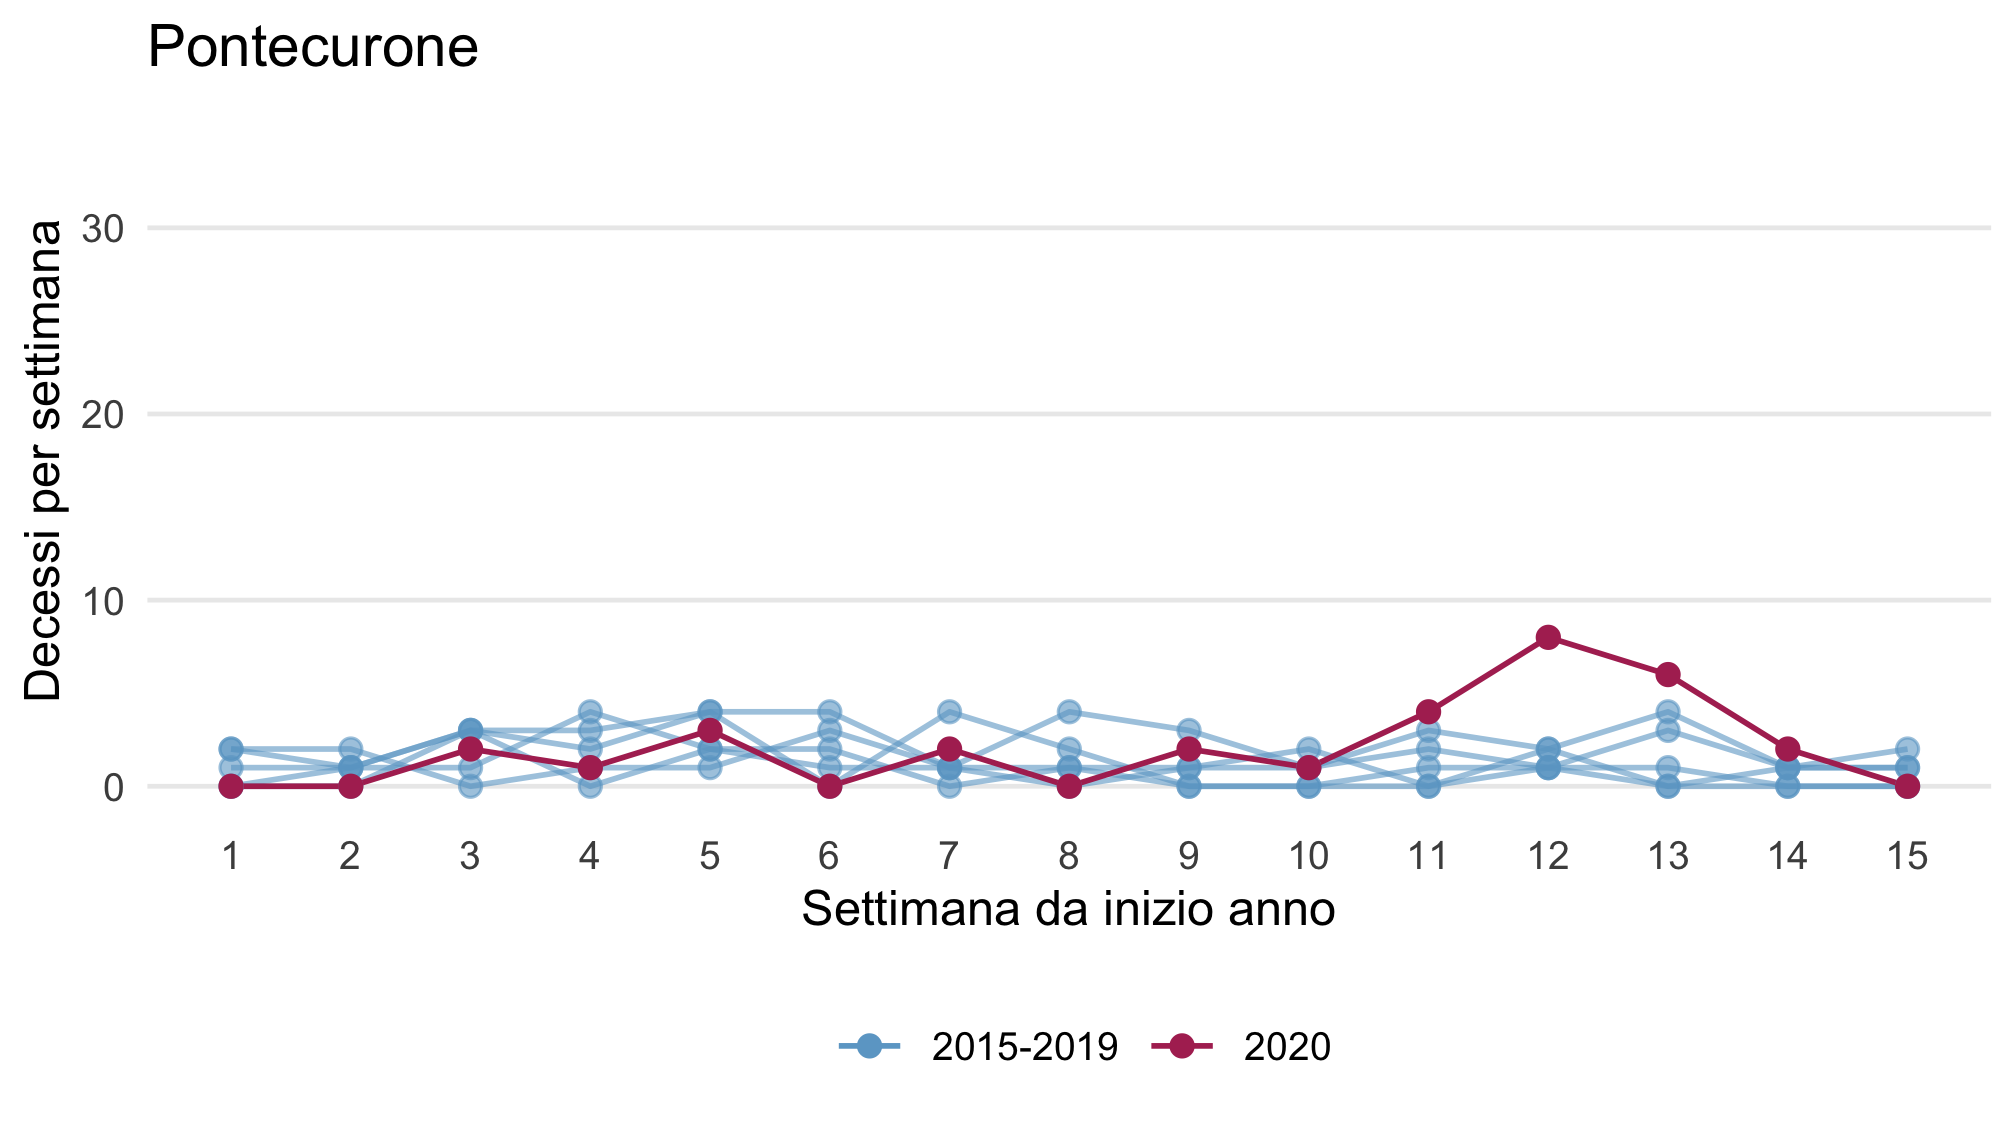 Pontecurone
Decessi per settimana
30
20
10
0
1 2 3 4 5 6 7 8 9 10 11 12 13 14 15
Settimana da inizio anno
2015-2019 2020